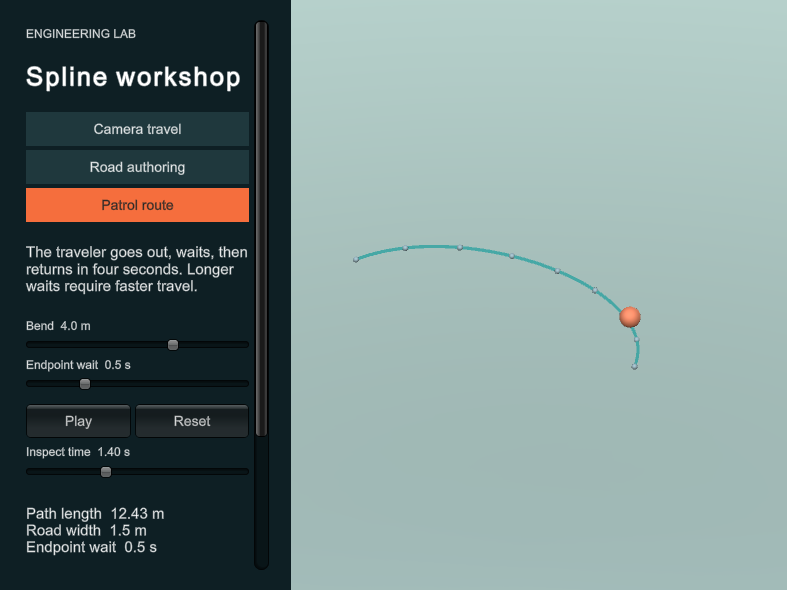 ENGINEERING LAB
Spline workshop
Camera travel
Road authoring
Patrol route
The traveler goes out, waits, then
returns in four seconds. Longer
waits require faster travel.
Bend 4.0 m
Endpoint wait 0.5 s
Play Reset
Inspect time 1.40 s
Path length 12.43 m
Road width 1.5 m
Endpoint wait 0.5 s